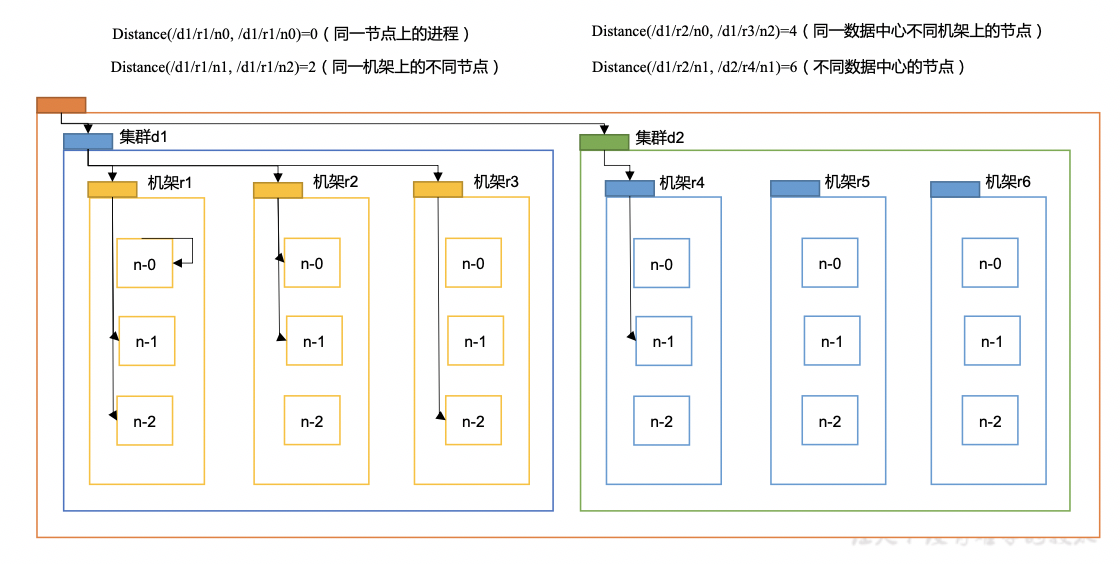 Distance(/d1/r1/n0, /d1/r1/n0)=0（同一节点上的进程）
Distance(/d1/r2/n0, /d1/r3/n2)=4（同一数据中心不同机架上的节点）
Distance(/d1/r1/n1, /d1/r1/n2)=2（同一机架上的不同节点）
Distance(/d1/r2/n1, /d2/r4/n1)=6（不同数据中心的节点）
集群d1
集群d2
机架r1
机架r2
机架r3
机架r4
机架r5
机架r6
n-0
n-0
n-0
n-0
n-0
n-0
n-1
n-1
n-1
n-1
n-1
n-1
n-2
n-2
n-2
n-2
n-2
n-2